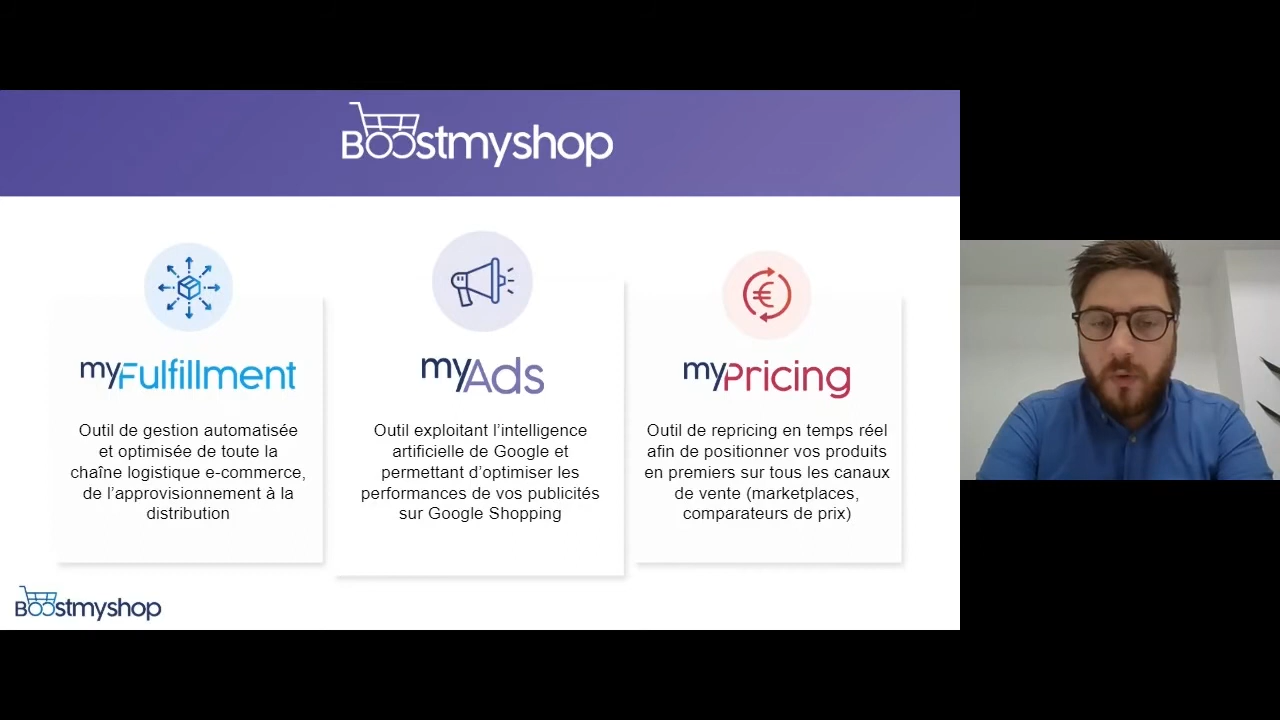 Boostmyshop
myFulfillment
Outil de gestion automatisée
et optimisée de toute la
chaîne logistique e-commerce,
de l'approvisionnement à la
distribution
myAds
Outil exploitant l'intelligence
artificielle de Google et
permettant d'optimiser les
performances de vos publicités
sur Google Shopping
myPricing
Outil de repricing en temps réel
afin de positionner vos produits
en premiers sur tous les canaux
de vente (marketplaces,
comparateurs de prix)
Boostmyshop